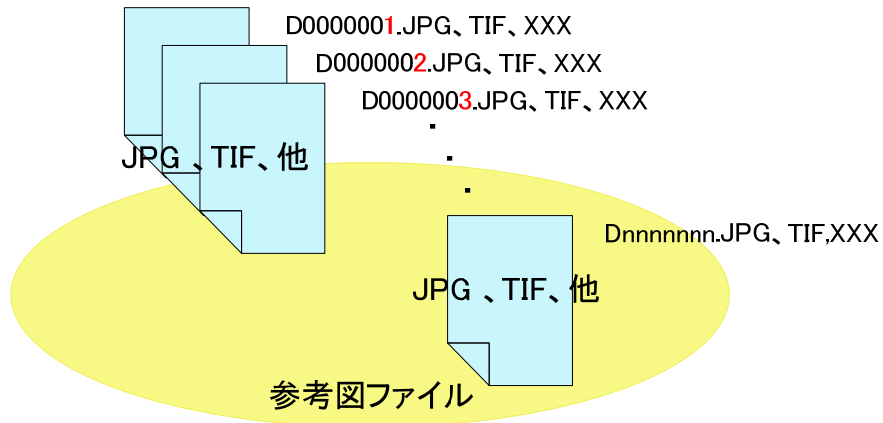 D0000001.JPG、TIF、XXX
D0000002.JPG、TIF、XXX
D0000003.JPG、TIF、XXX
JPG 、TIF、他
Dnnnnnnn.JPG、TIF,XXX
JPG 、TIF、他
参考図ファイル